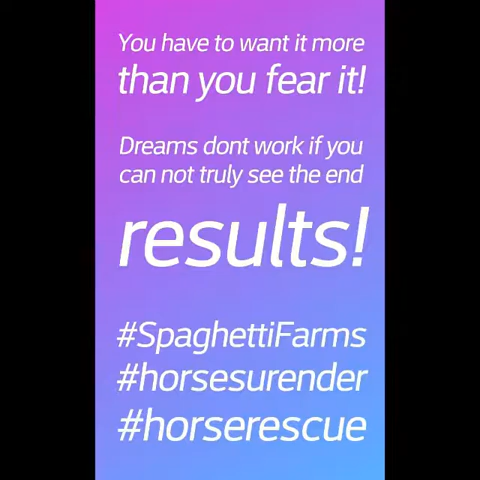 You have to want it more
than you fear it!
Dreams dont work if you
can not truly see the end
results!
#SpaghettiFarms
#horsesurender
#horserescue